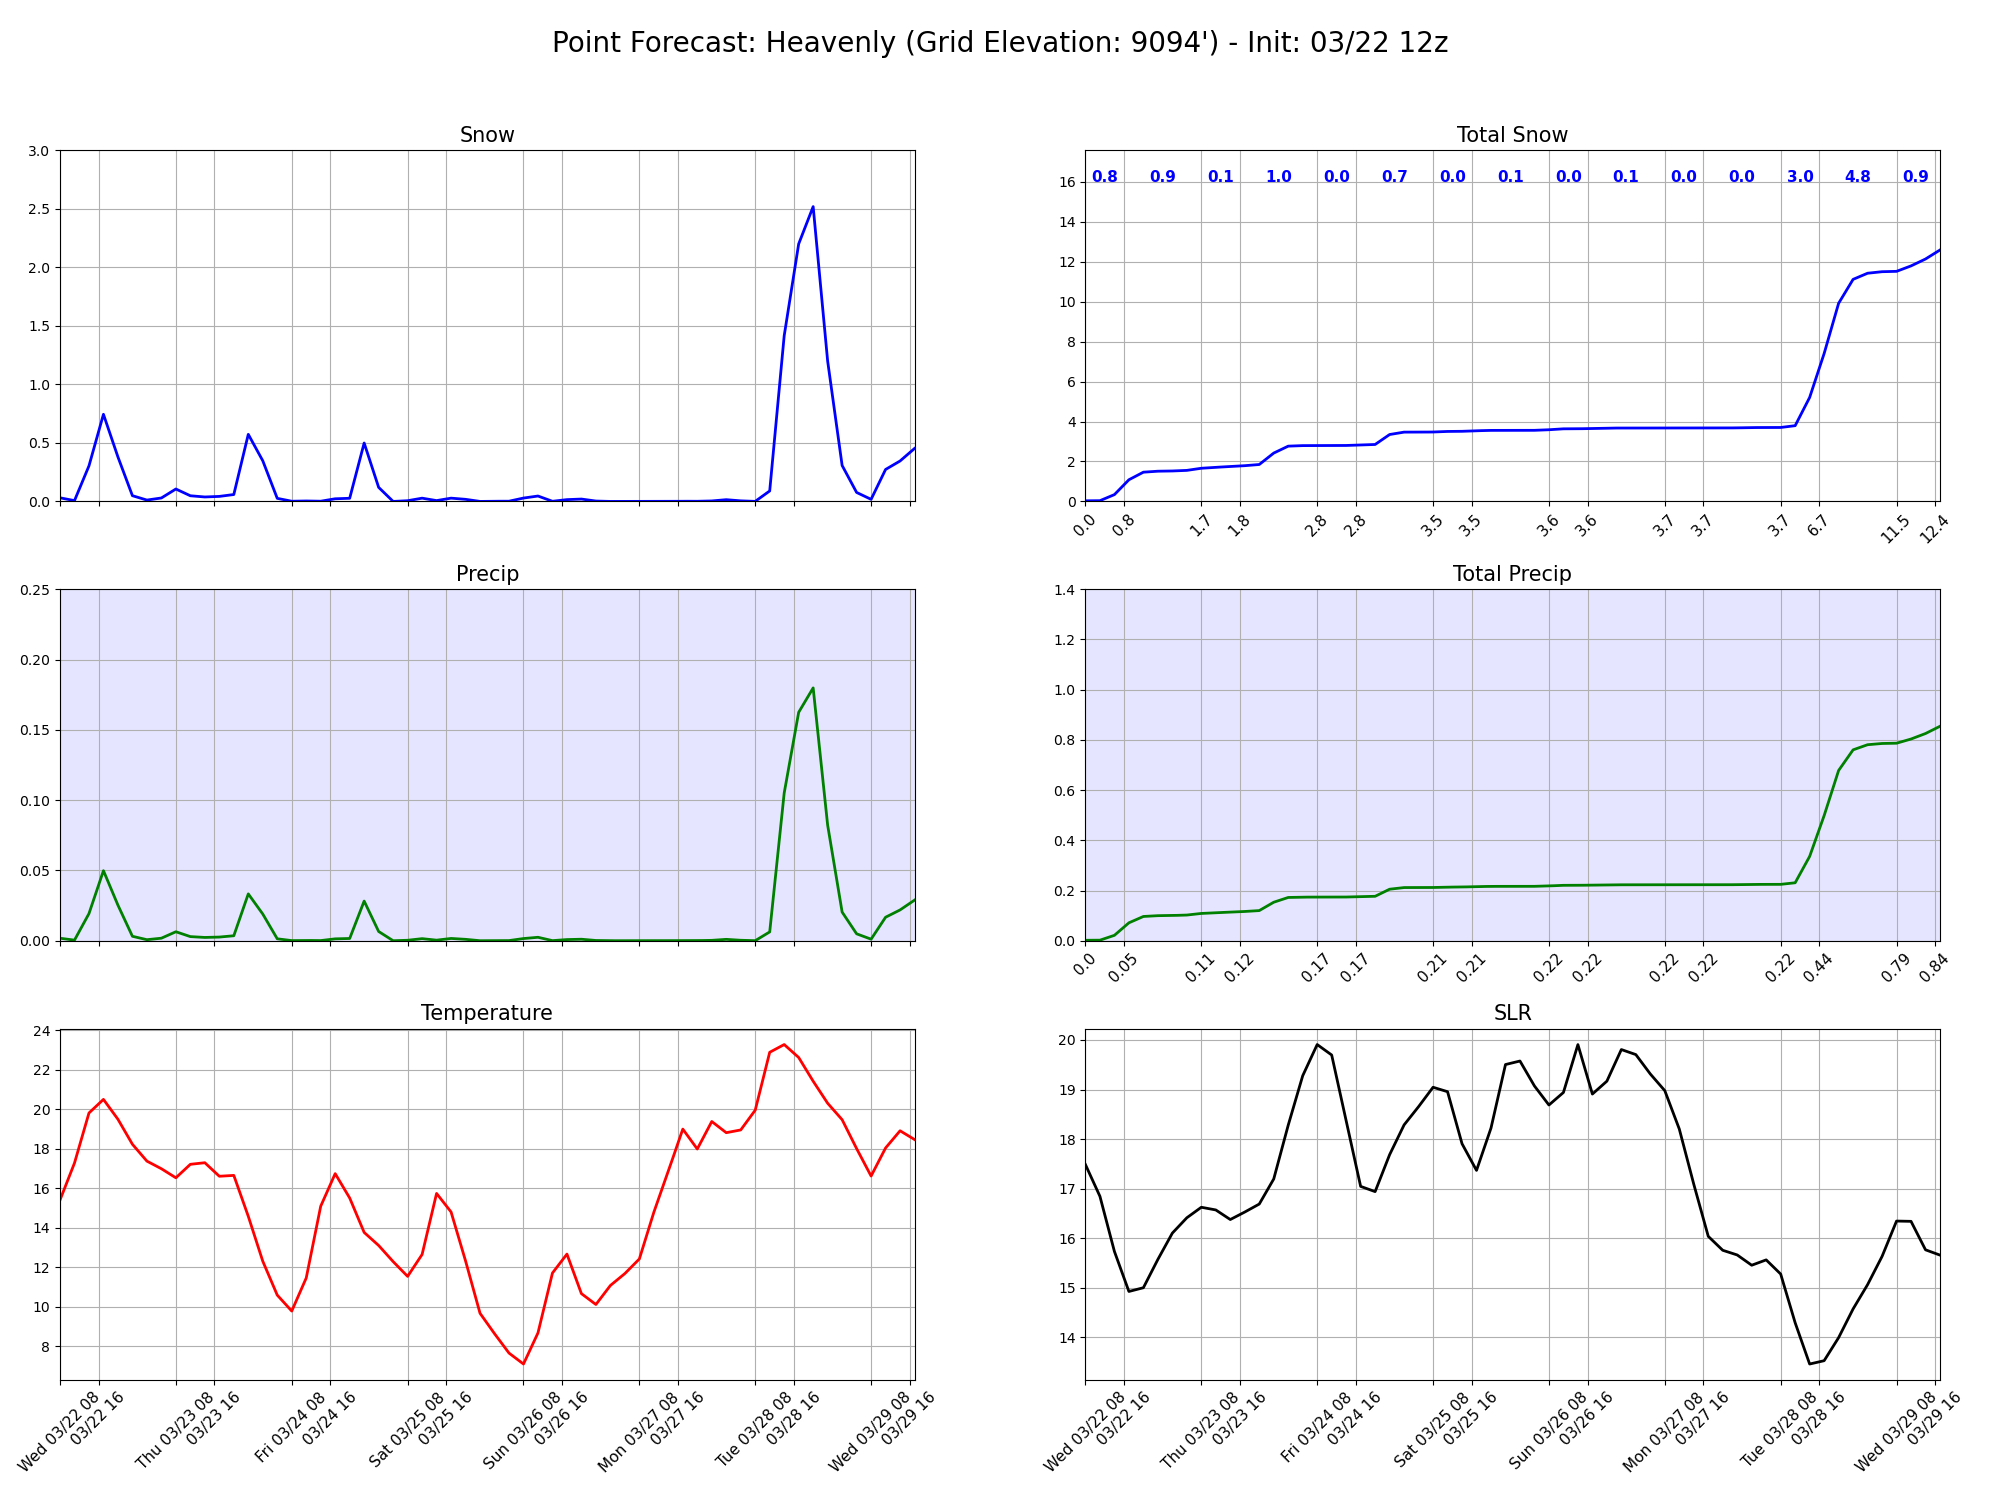 Point Forecast: Heavenly (Grid Elevation: 9094') - Init: 03/22 12z
Snow
3.0
2.5
2.0
1.5
1.0
0.5
0.0
Total Snow
0.8 0.9 0.1 1.0 0.0 0.7 0.0 0.1 0.0 0.1 0.0 0.0 3.0 4.8 0.9
16
14
12
10
8
6
4
2
0
0.0 0.8 1.7 1.8 2.8 2.8 3.5 3.5 3.6 3.6 3.7 3.7 3.7 6.7 11.5 12.4
Precip
0.25
0.20
0.15
0.10
0.05
0.00
Total Precip
1.4
1.2
1.0
0.8
0.6
0.4
0.2
0.0
0.0 0.05 0.11 0.12 0.17 0.17 0.21 0.21 0.22 0.22 0.22 0.22 0.22 0.44 0.79 0.84
Temperature
24
22
20
18
16
14
12
10
8
Wed 03/22 08
03/22 16
Thu 03/23 08
03/23 16
Fri 03/24 08
03/24 16
Sat 03/25 08
03/25 16
Sun 03/26 08
03/26 16
Mon 03/27 08
03/27 16
Tue 03/28 08
03/28 16
Wed 03/29 08
03/29 16
SLR
20
19
18
17
16
15
14
Wed 03/22 08
03/22 16
Thu 03/23 08
03/23 16
Fri 03/24 08
03/24 16
Sat 03/25 08
03/25 16
Sun 03/26 08
03/26 16
Mon 03/27 08
03/27 16
Tue 03/28 08
03/28 16
Wed 03/29 08
03/29 16